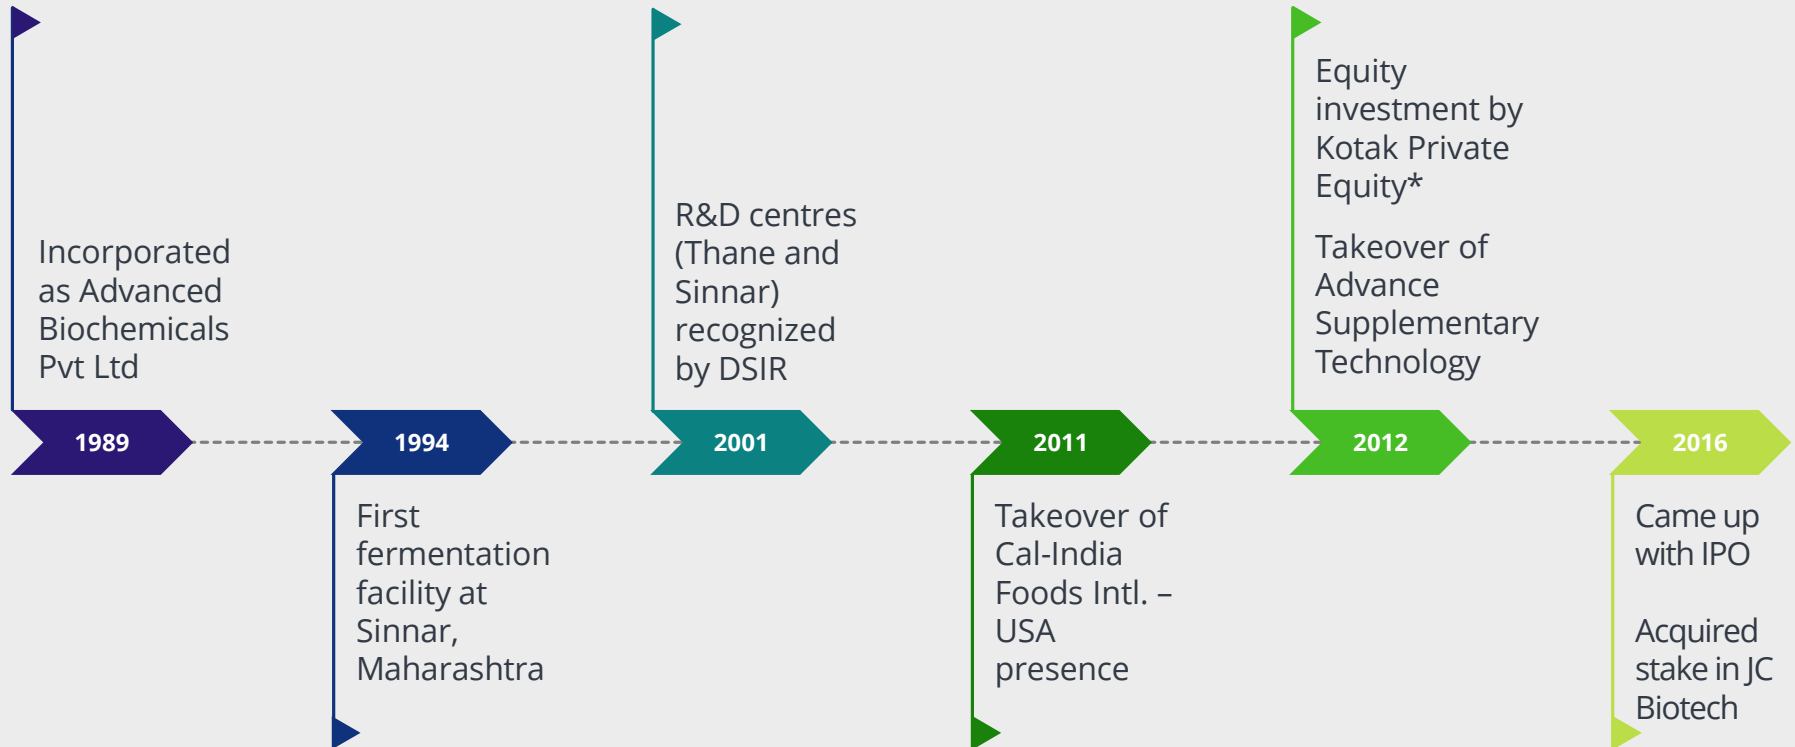 Incorporated
as Advanced
Biochemicals
Pvt Ltd
1989
1994
First
fermentation
facility at
Sinnar,
Maharashtra
R&D centres
(Thane and
Sinnar)
recognized
by DSIR
2001
2011
Takeover of
Cal-India
Foods Intl. –
USA
presence
Equity
investment by
Kotak Private
Equity*
Takeover of
Advance
Supplementary
Technology
2012
2016
Came up
with IPO
Acquired
stake in JC
Biotech